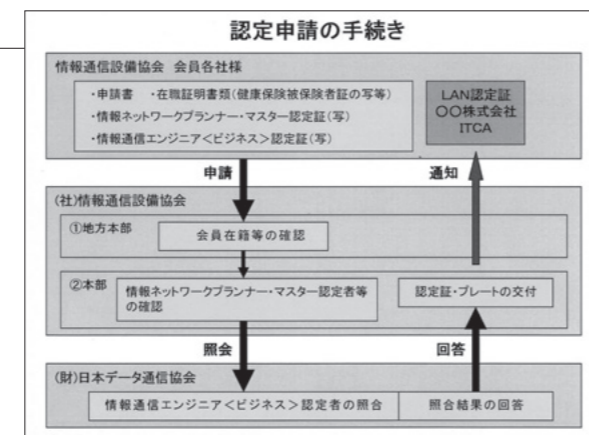 認定申請の手続き
情報通信設備協会 会員各社様
・申請書 ・在職証明書類(健康保険被保険者証の写等)
・情報ネットワークプランナー・マスター認定証(写)
・情報通信エンジニア<ビジネス>認定証(写)
LAN認定証
〇〇株式会社
ITCA
申請
通知
(社)情報通信設備協会
①地方本部
会員在籍等の確認
②本部
情報ネットワークプランナー・マスター認定者等
の確認
認定証・プレートの交付
照会
回答
(財)日本データ通信協会
情報通信エンジニア<ビジネス>認定者の照合
照合結果の回答